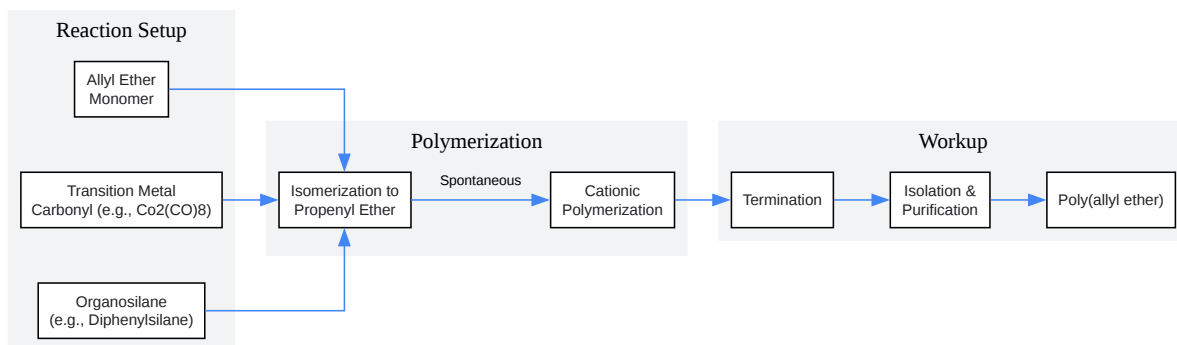 Reaction Setup
Allyl Ether
Monomer
Transition Metal
Carbonyl (e.g., Co2(CO)8)
Organosilane
(e.g., Diphenylsilane)
Polymerization
Isomerization to
Propenyl Ether
Spontaneous
Cationic
Polymerization
Workup
Termination
Isolation &
Purification
Poly(allyl ether)